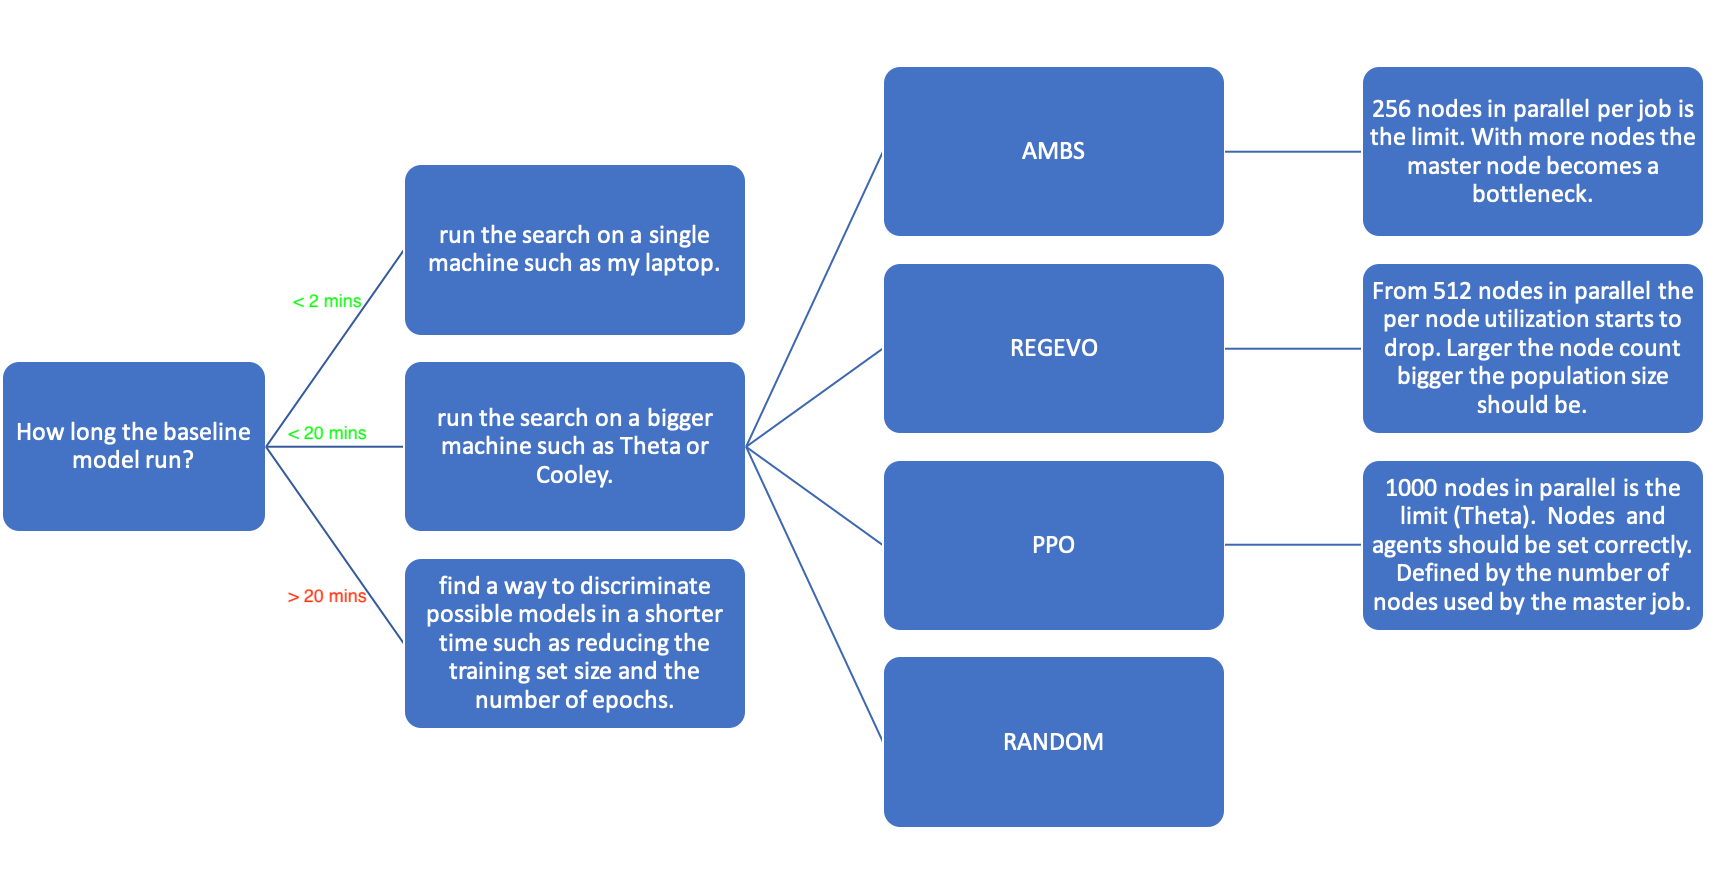 How long the baseline
model run?
< 2 mins
< 20 mins
> 20 mins
run the search on a single
machine such as my laptop.
run the search on a bigger
machine such as Theta or
Cooley.
find a way to discriminate
possible models in a shorter
time such as reducing the
training set size and the
number of epochs.
AMBS
REGEVO
PPO
RANDOM
256 nodes in parallel per job is
the limit. With more nodes the
master node becomes a
bottleneck.
From 512 nodes in parallel the
per node utilization starts to
drop. Larger the node count
bigger the population size
should be.
1000 nodes in parallel is the
limit (Theta).  Nodes  and
agents should be set correctly.
Defined by the number of
nodes used by the master job.